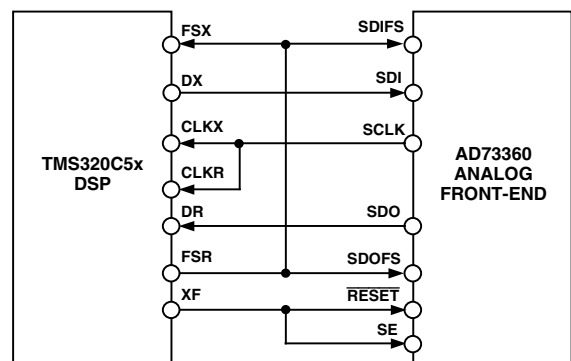 FSX
SDIFS
DX
SDI
CLKX
SCLK
TMS320C5x
DSP
CLKR
AD73360
ANALOG
FRONT-END
DR
SDO
FSR
SDOFS
XF
RESET
SE